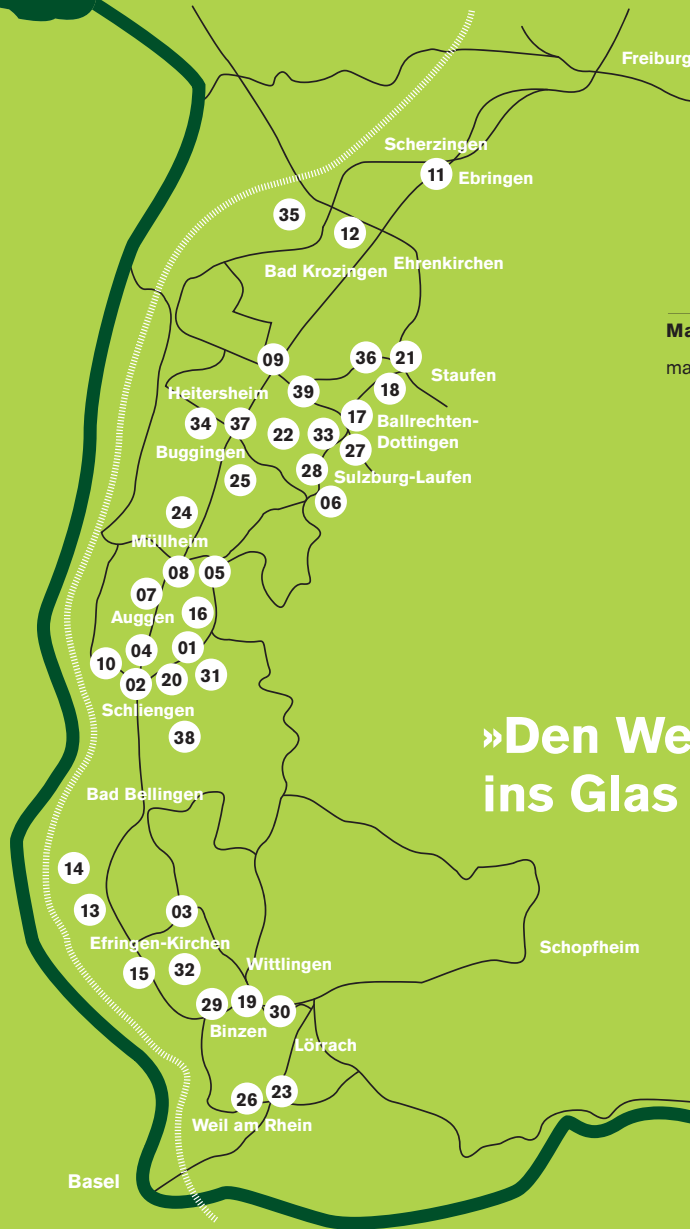 Freiburg
Scherzingen
11 Ebringen
35
12
Ehrenkirchen
Bad Krozingen
Ma
09
36
21
ma
Staufen
18
39
Heitersheim
17
Ballrechten-
Dottingen
34
37
22
33
27
Buggingen
28
Sulzburg-Laufen
25
06
24
Müllheim
08
05
07
16
Auggen
04
01
10
02
20
31
Schliengen
38
»Den We
ins Glas
Bad Bellingen
14
13
03
Efringen-Kirchen
Schopfheim
Wittlingen
15
32
29
19
30
Binzen
Lörrach
26
23
Weil am Rhein
Basel